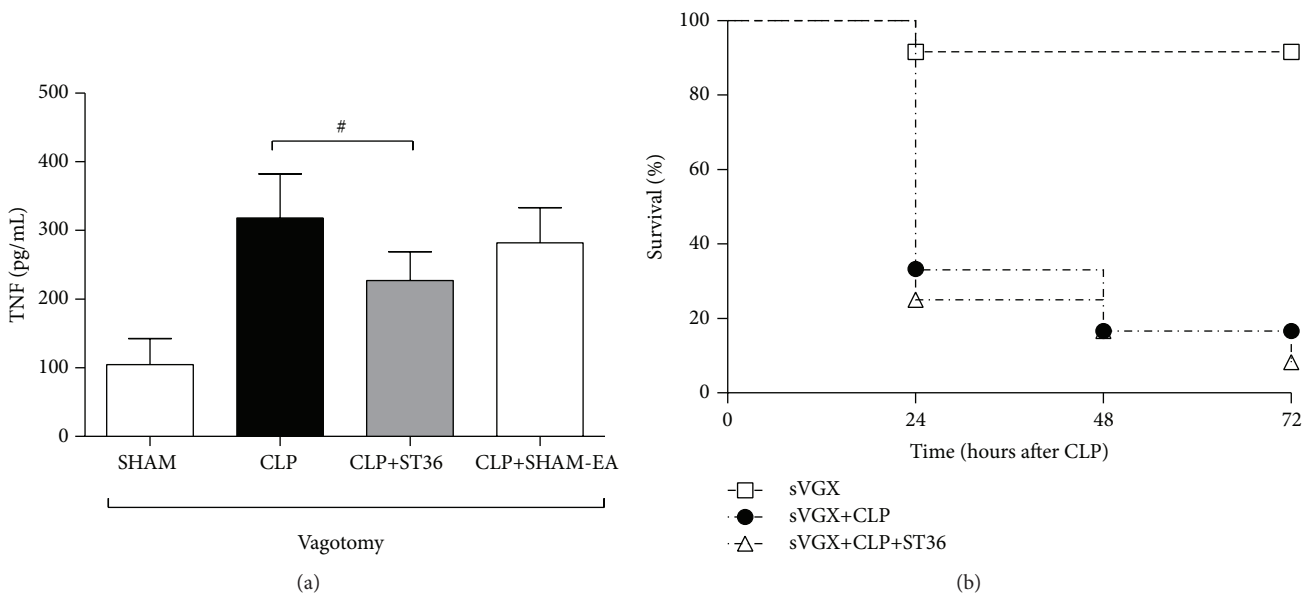 500
400
300
200
100
0
TNF (pg/mL)
#
SHAM
CLP
CLP+ST36
CLP+SHAM-EA
Vagotomy
(a)
100
80
60
40
20
0
Survival (%)
0
24
48
72
Time (hours after CLP)
sVGX
sVGX+CLP
sVGX+CLP+ST36
(b)